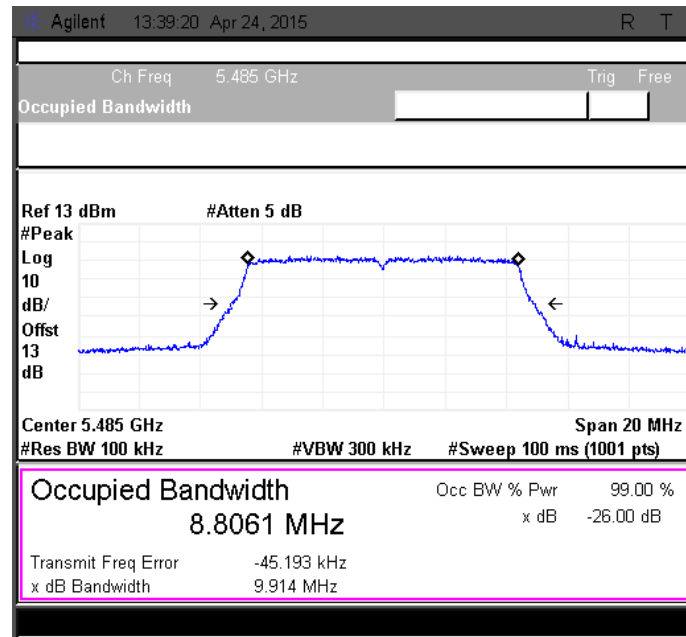 Agilent 13:39:20 Apr 24, 2015 R T
Ch Freq 5.485 GHz Trig Free
Occupied Bandwidth
Ref 13 dBm #Atten 5 dB
#Peak
Log
10
dB/
Offst
13
dB
Center 5.485 GHz Span 20 MHz
#Res BW 100 kHz #VBW 300 kHz #Sweep 100 ms (1001 pts)
Occupied Bandwidth Occ BW % Pwr 99.00 %
8.8061 MHz x dB -26.00 dB
Transmit Freq Error -45.193 kHz
x dB Bandwidth 9.914 MHz